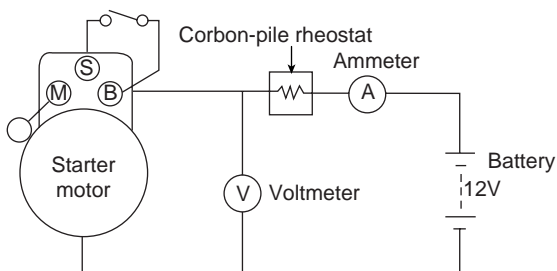 Corbon-pile rheostat
Ammeter
S
M
B
A
Starter
motor
V
Voltmeter
Battery
12V